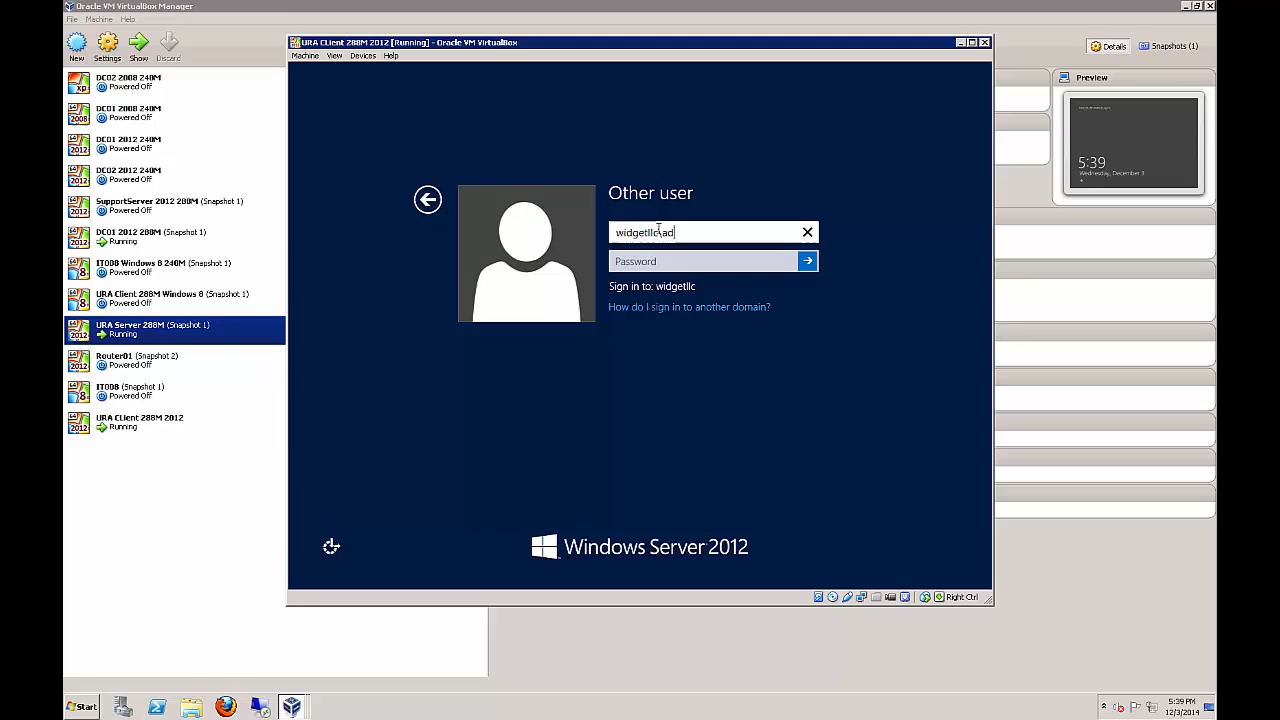 Oracle VM VirtualBox Manager
File Machine Help
New Settings Show Discard
Details Snapshots (1)
DC02 2008 240M
Powered Off
DC01 2008 240M
Powered Off
DC01 2012 240M
Powered Off
DC02 2012 240M
Powered Off
SupportServer 2012 288M (Snapshot 1)
Powered Off
DC01 2012 288M (Snapshot 1)
Running
IT008 Windows 8 240M (Snapshot 1)
Powered Off
URA Client 288M Windows 8 (Snapshot 1)
Powered Off
URA Server 288M (Snapshot 1)
Running
Router01 (Snapshot 2)
Powered Off
IT008 (Snapshot 1)
Powered Off
URA CLient 288M 2012
Running
URA CLient 288M 2012 [Running] - Oracle VM VirtualBox
Machine View Devices Help
Other user
widgetllc\ad
Password
Sign in to: widgetllc
How do I sign in to another domain?
Windows Server 2012
Right Ctrl
Preview
5:39
Wednesday, December 3
Start
5:39 PM
12/3/2014